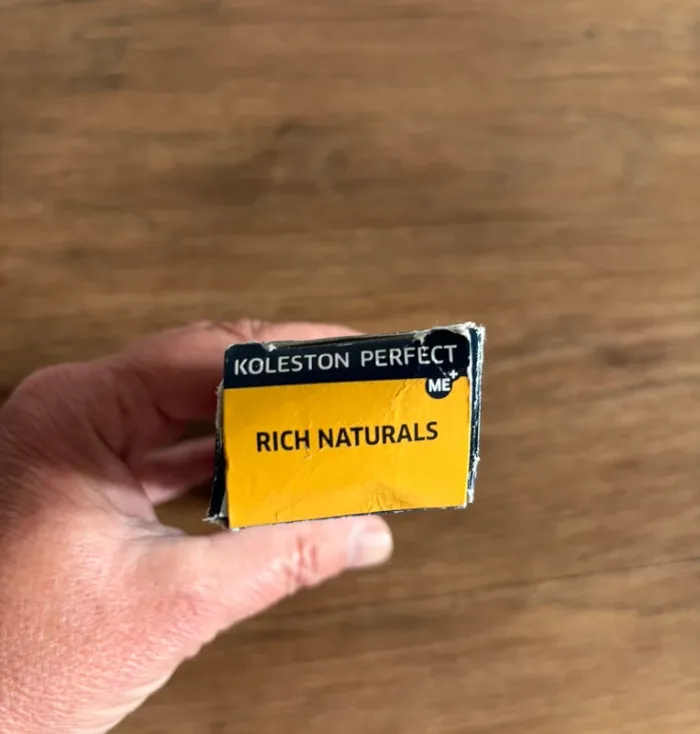 KOLESTON PERFECT
ME+
RICH NATURALS